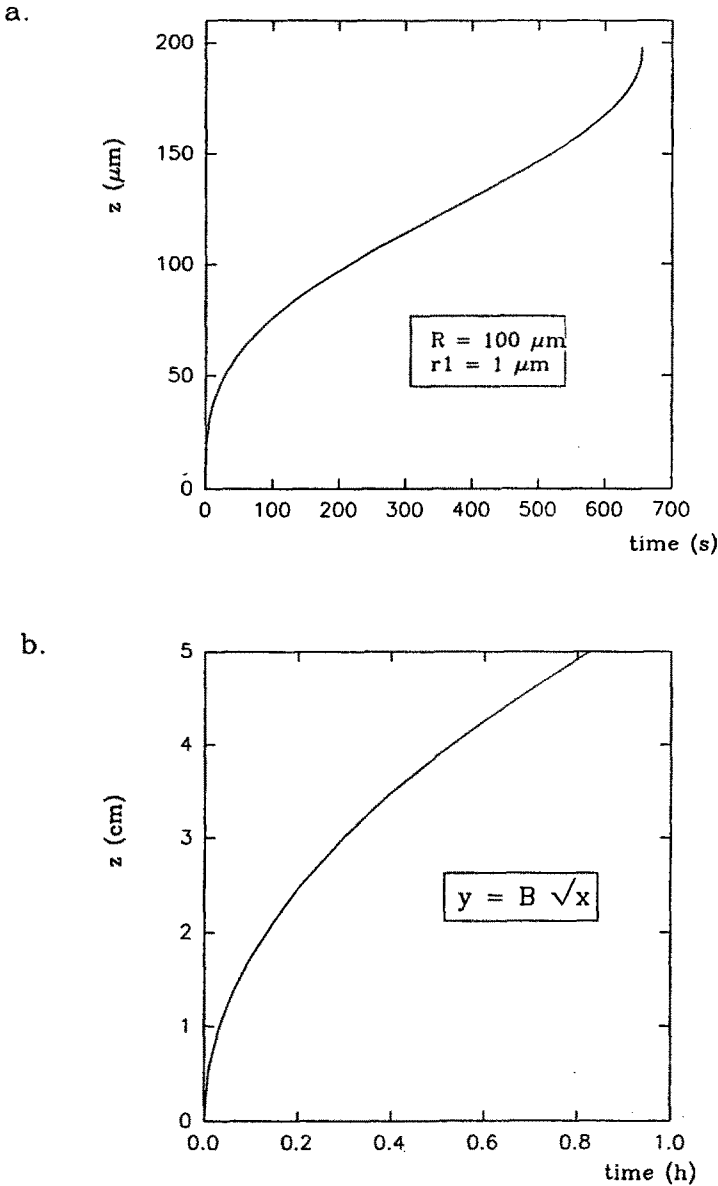 a.
200
150
100
50
0
z (μm)
R = 100 μm
r1 = 1 μm
0 100 200 300 400 500 600 700
time (s)
b.
5
4
3
2
1
0
z (cm)
y = B √x
0.0 0.2 0.4 0.6 0.8 1.0
time (h)